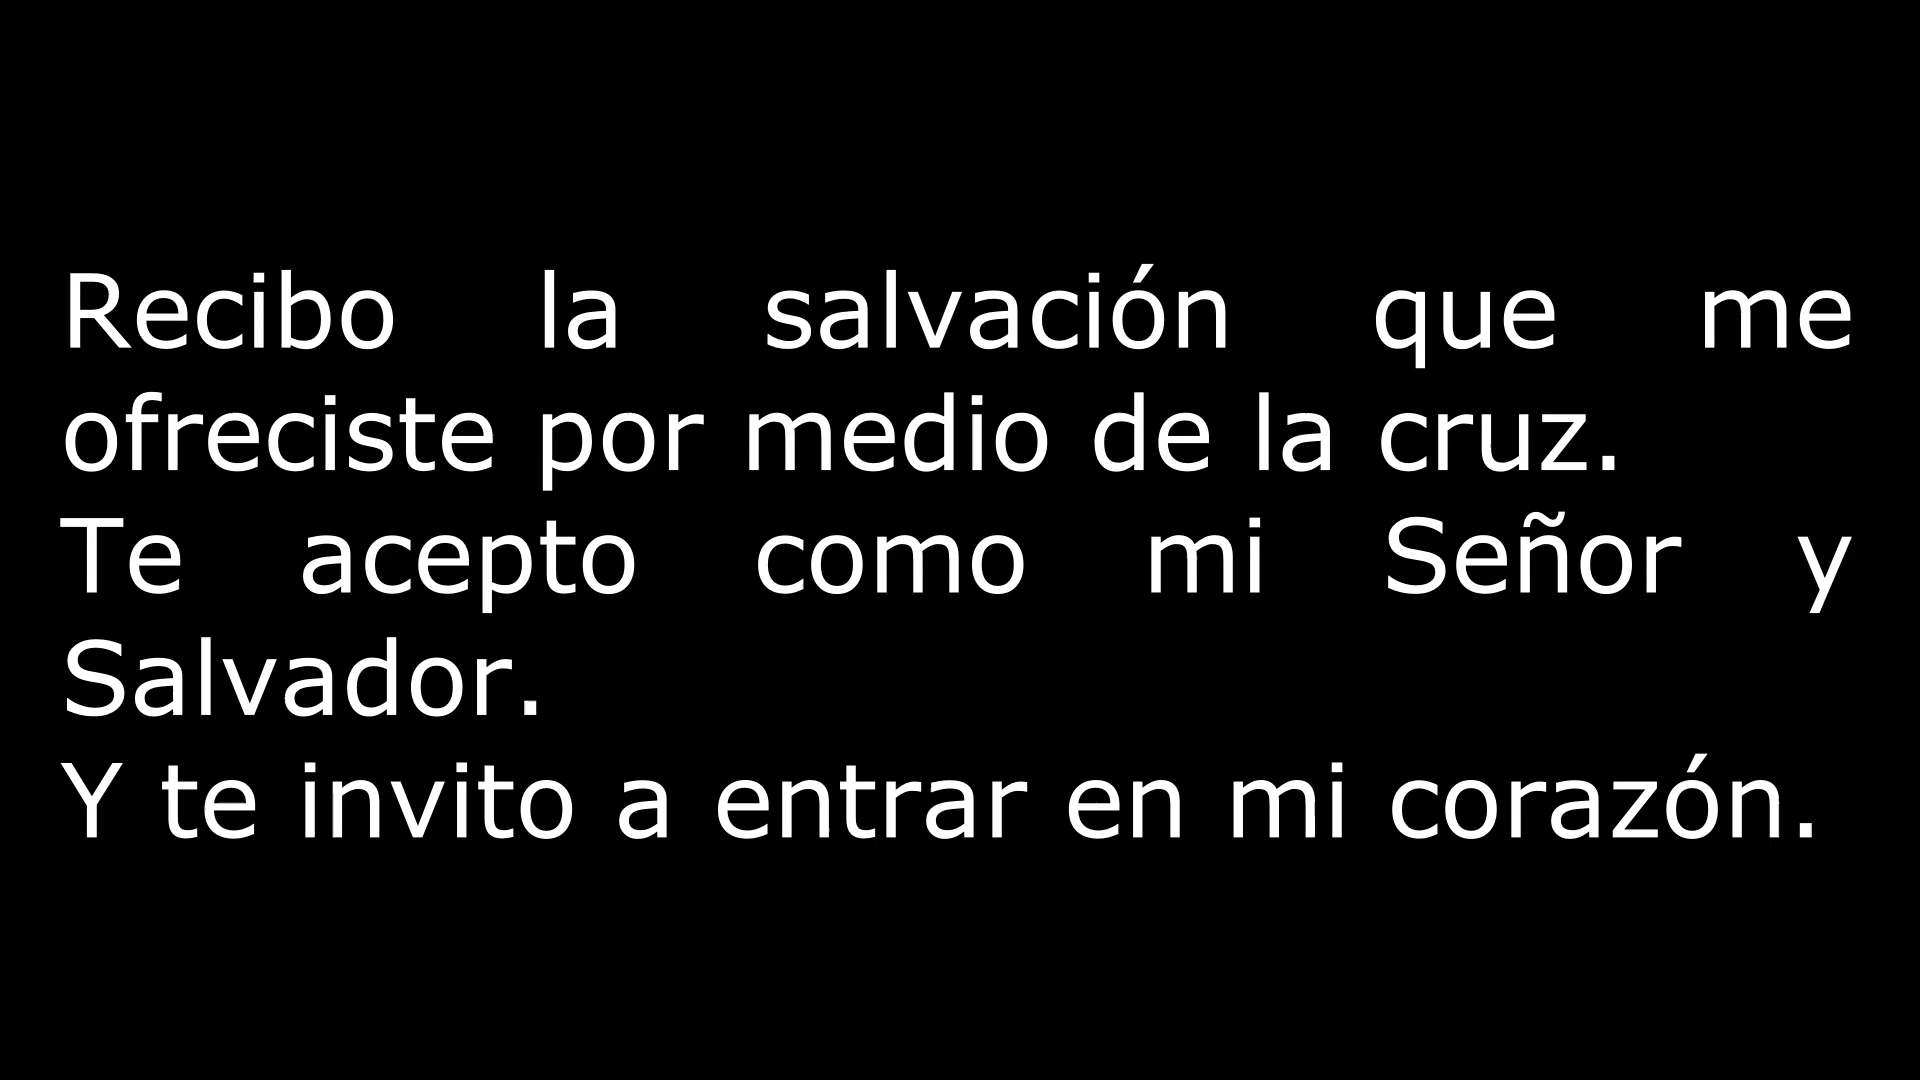 Recibo la salvación que me
ofreciste por medio de la cruz.
Te acepto como mi Señor y
Salvador.
Y te invito a entrar en mi corazón.